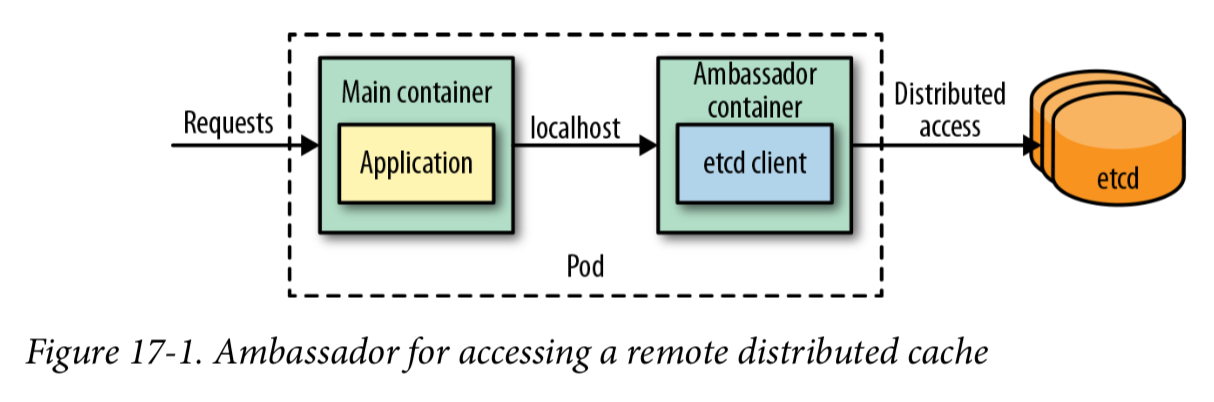 Requests
Main container
Application
localhost
Ambassador
container
etcd client
Distributed
access
etcd
Pod
Figure 17-1. Ambassador for accessing a remote distributed cache